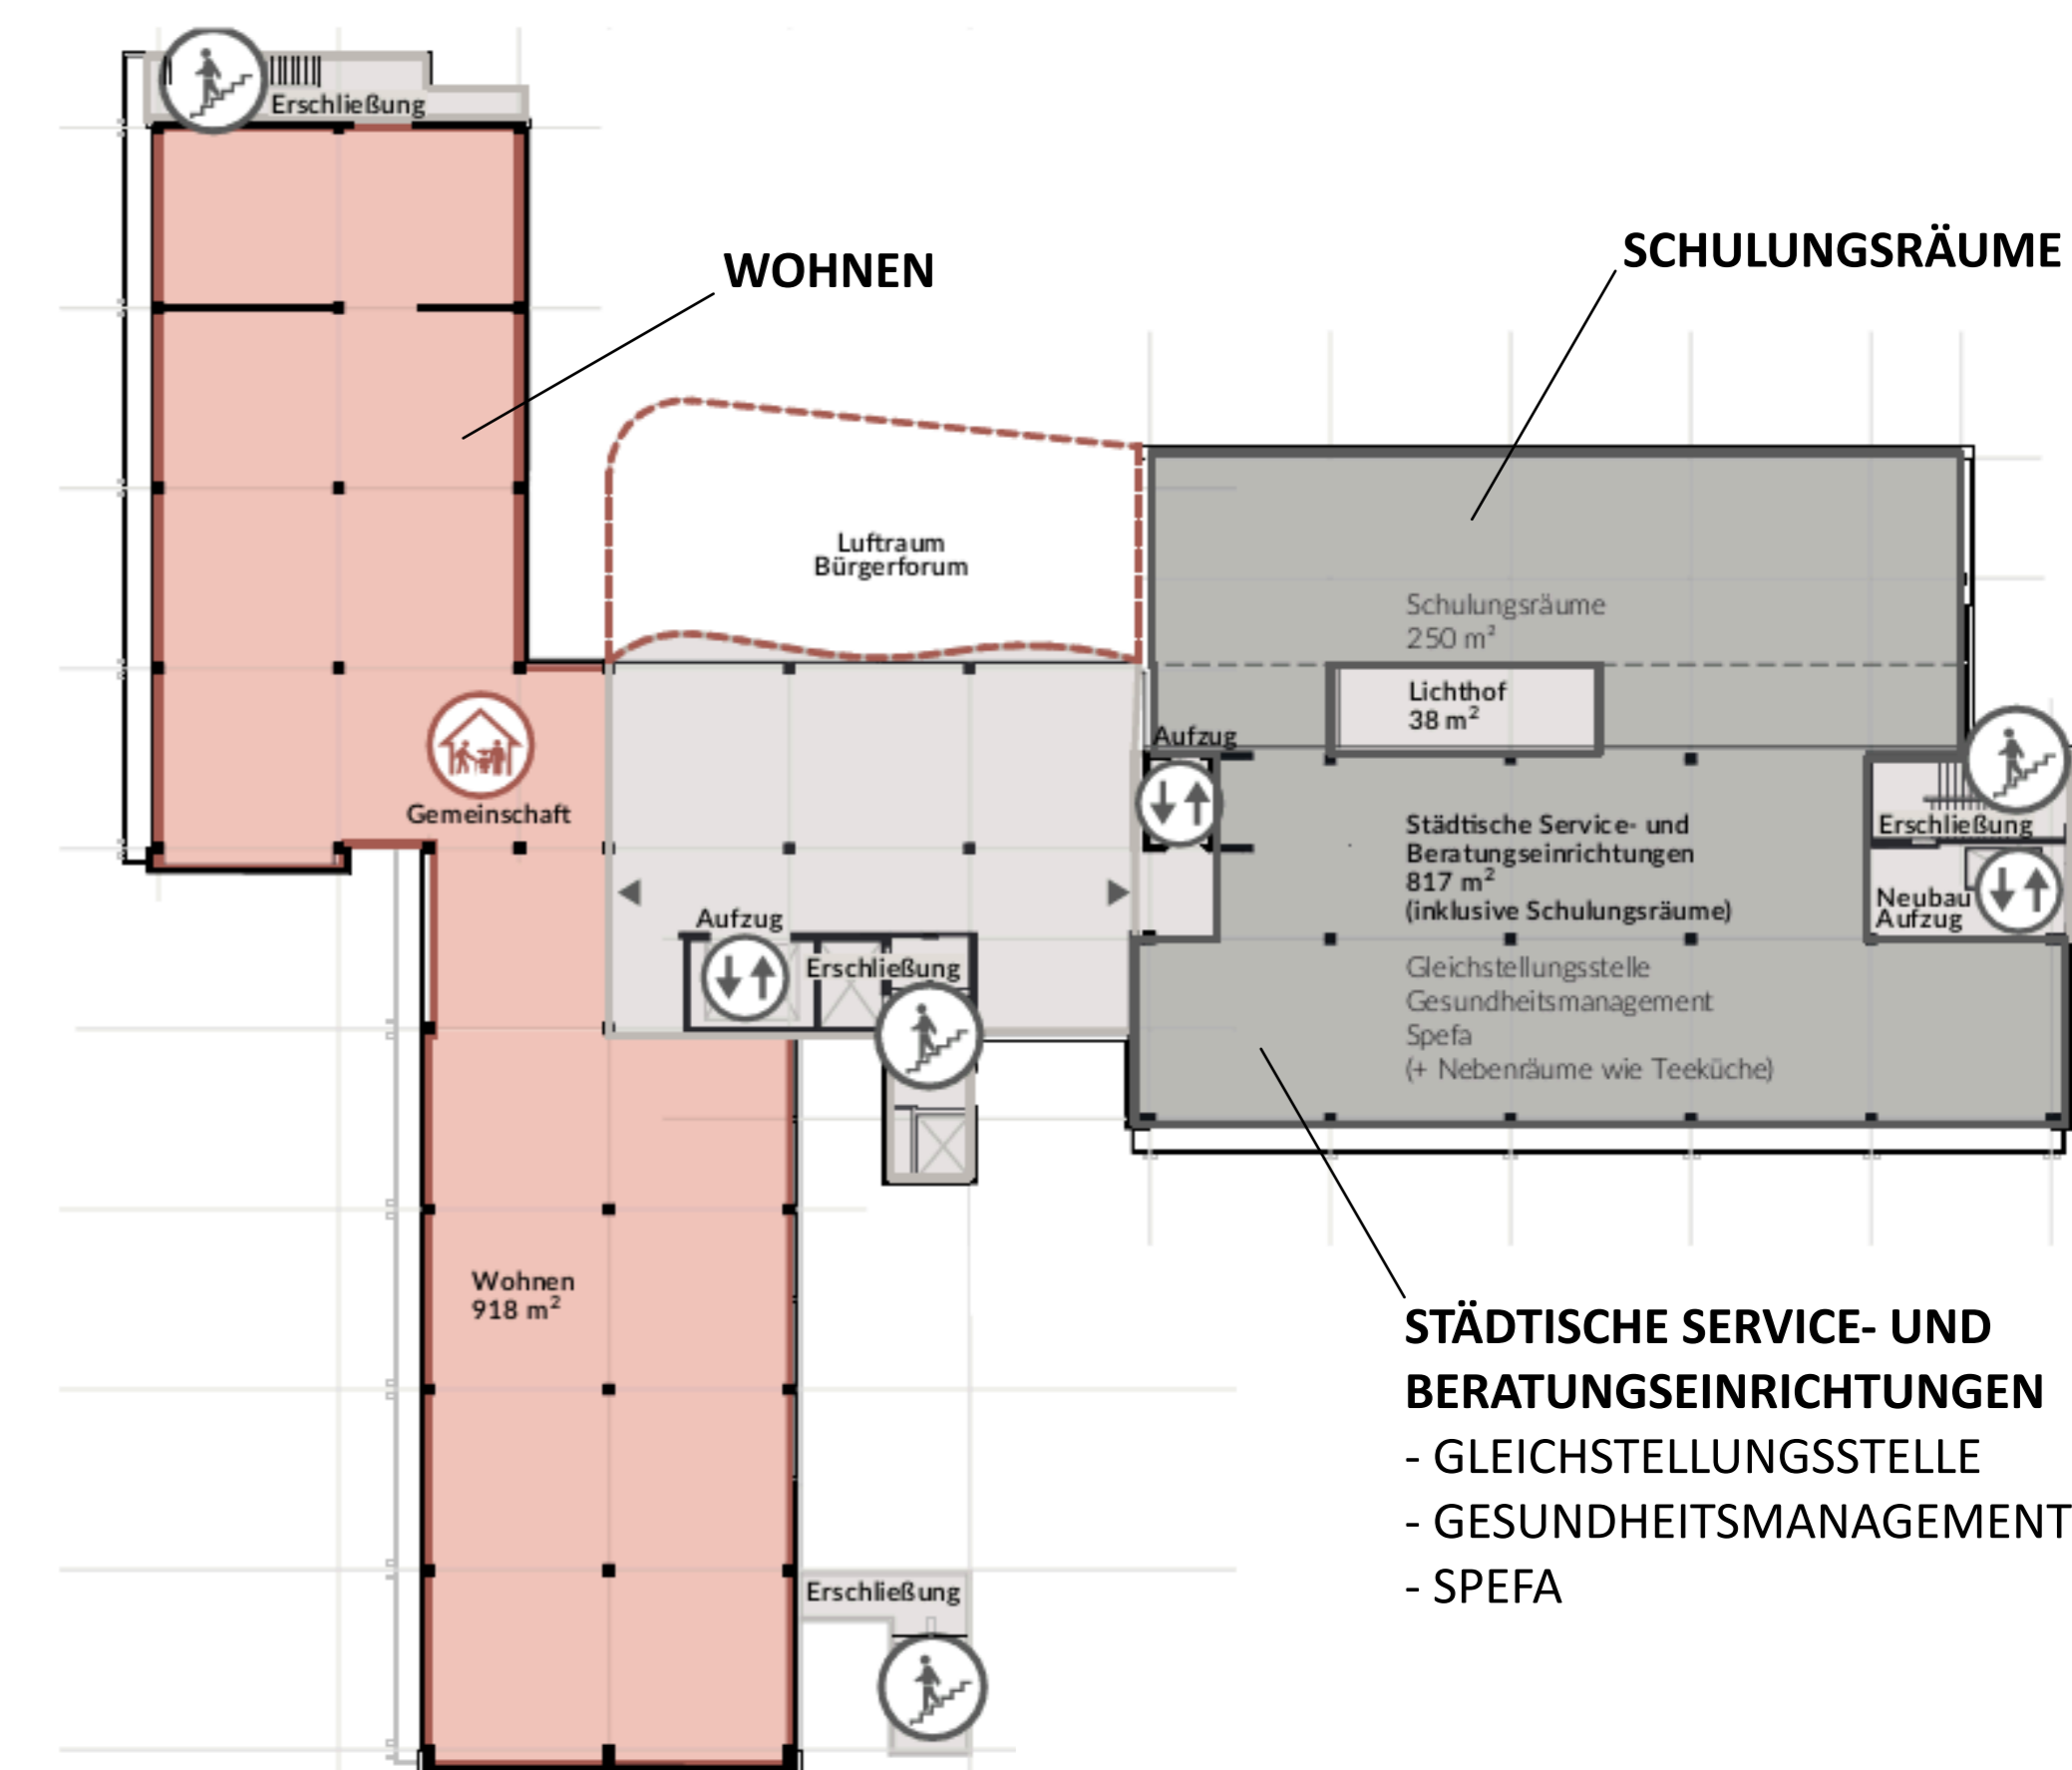 Erschließung
WOHNEN
SCHULUNGSRÄUME
Luftraum
Bürgerforum
Schulungsräume
250 m²
Lichthof
38 m²
Aufzug
Gemeinschaft
Städtische Service- und
Beratungseinrichtungen
817 m²
(inklusive Schulungsräume)
Erschließung
Neubau
Aufzug
Aufzug
Erschließung
Gleichstellungsstelle
Gesundheitsmanagement
Spefa
(+ Nebenräume wie Teeküche)
Wohnen
918 m²
STÄDTISCHE SERVICE- UND
BERATUNGSEINRICHTUNGEN
- GLEICHSTELLUNGSSTELLE
- GESUNDHEITSMANAGEMENT
- SPEFA
Erschließung